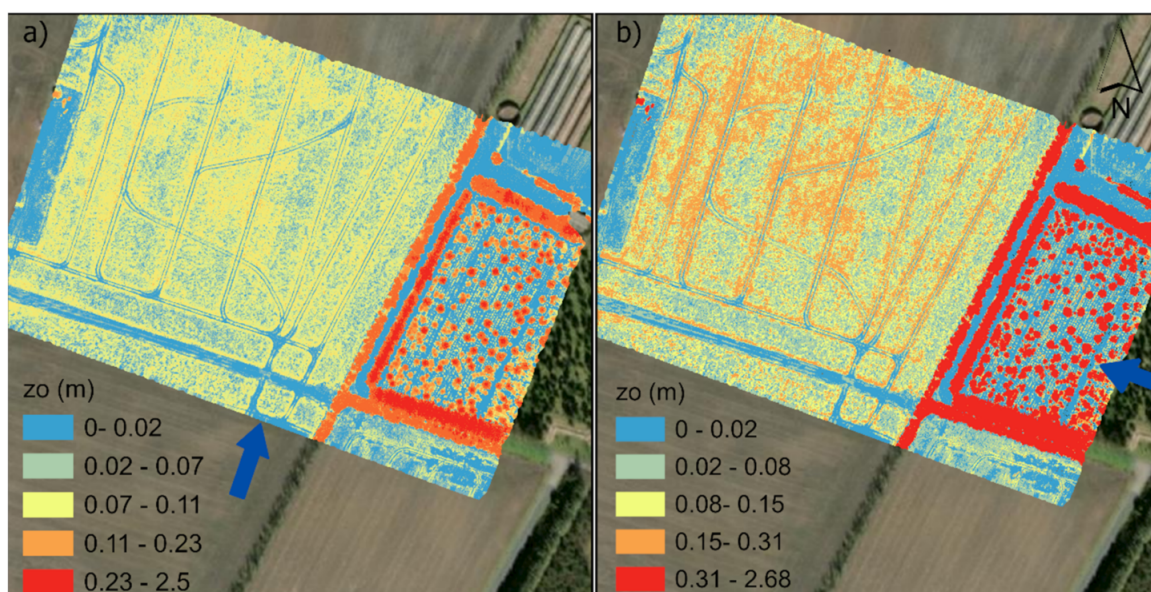 a)
zo (m)
0- 0.02
0.02 - 0.07
0.07 - 0.11
0.11 - 0.23
0.23 - 2.5
b)
N
zo (m)
0 - 0.02
0.02 - 0.08
0.08- 0.15
0.15- 0.31
0.31 - 2.68